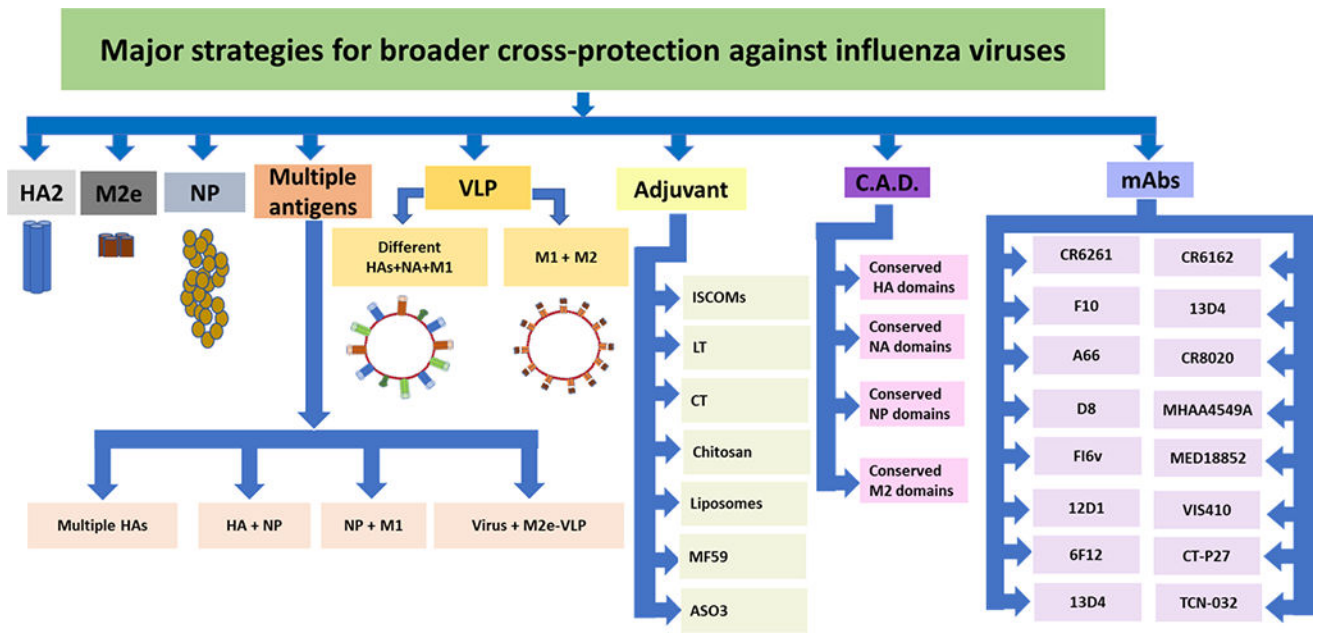 Major strategies for broader cross-protection against influenza viruses
HA2
M2e
NP
Multiple
antigens
VLP
Adjuvant
C.A.D.
mAbs
Different
HAs+NA+M1
M1 + M2
Multiple HAs
HA + NP
NP + M1
Virus + M2e-VLP
ISCOMs
LT
CT
Chitosan
Liposomes
MF59
ASO3
Conserved
HA domains
Conserved
NA domains
Conserved
NP domains
Conserved
M2 domains
CR6261
F10
A66
D8
FI6v
12D1
6F12
13D4
CR6162
13D4
CR8020
MHAA4549A
MED18852
VIS410
CT-P27
TCN-032